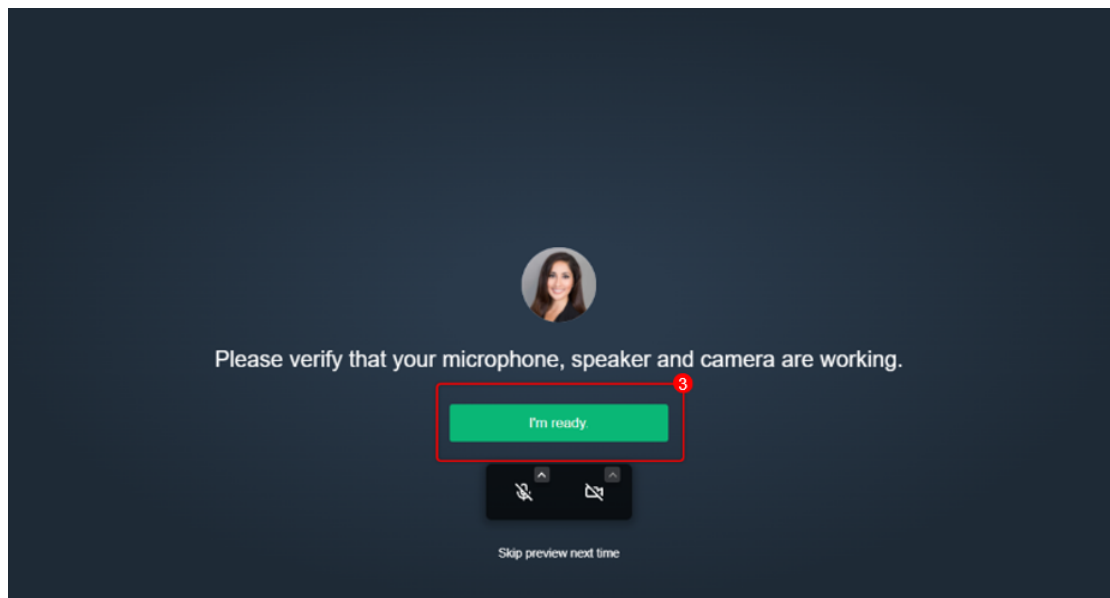 Please verify that your microphone, speaker and camera are working.
3
I'm ready.
Skip preview next time